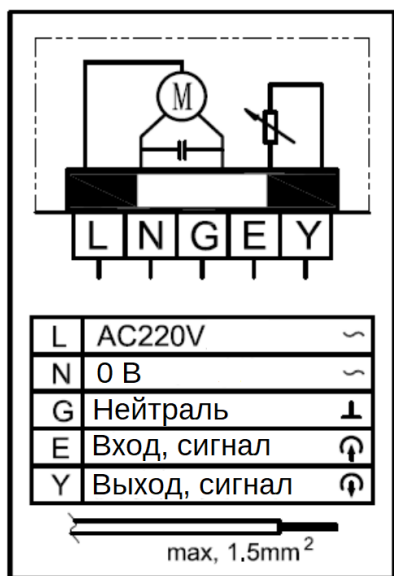 M
L N G E Y
L AC220V ~
N 0 В ~
G Нейтраль
E Вход, сигнал
Y Выход, сигнал
max, 1.5mm²